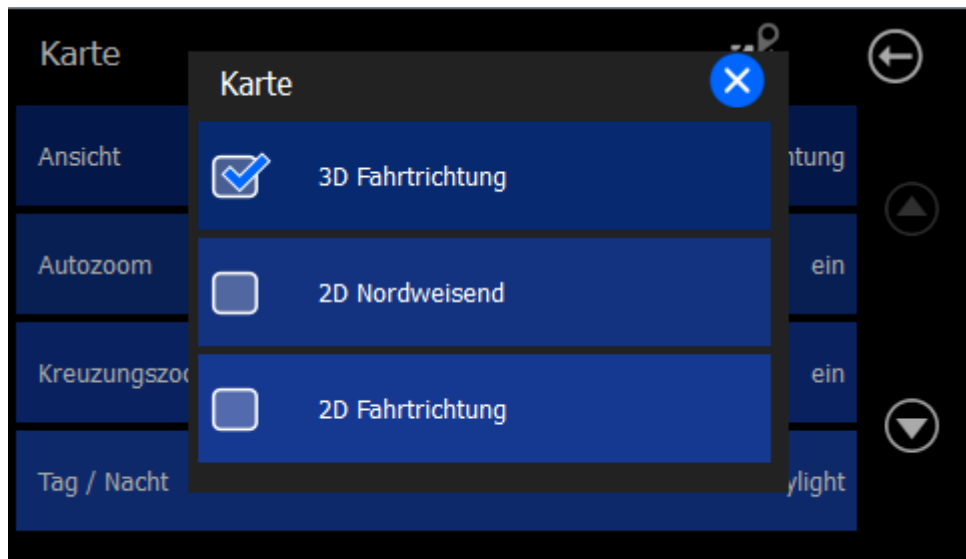 Karte
Karte
Ansicht
3D Fahrtrichtung
Autozoom
ein
2D Nordweisend
ein
2D Fahrtrichtung
Tag / Nacht